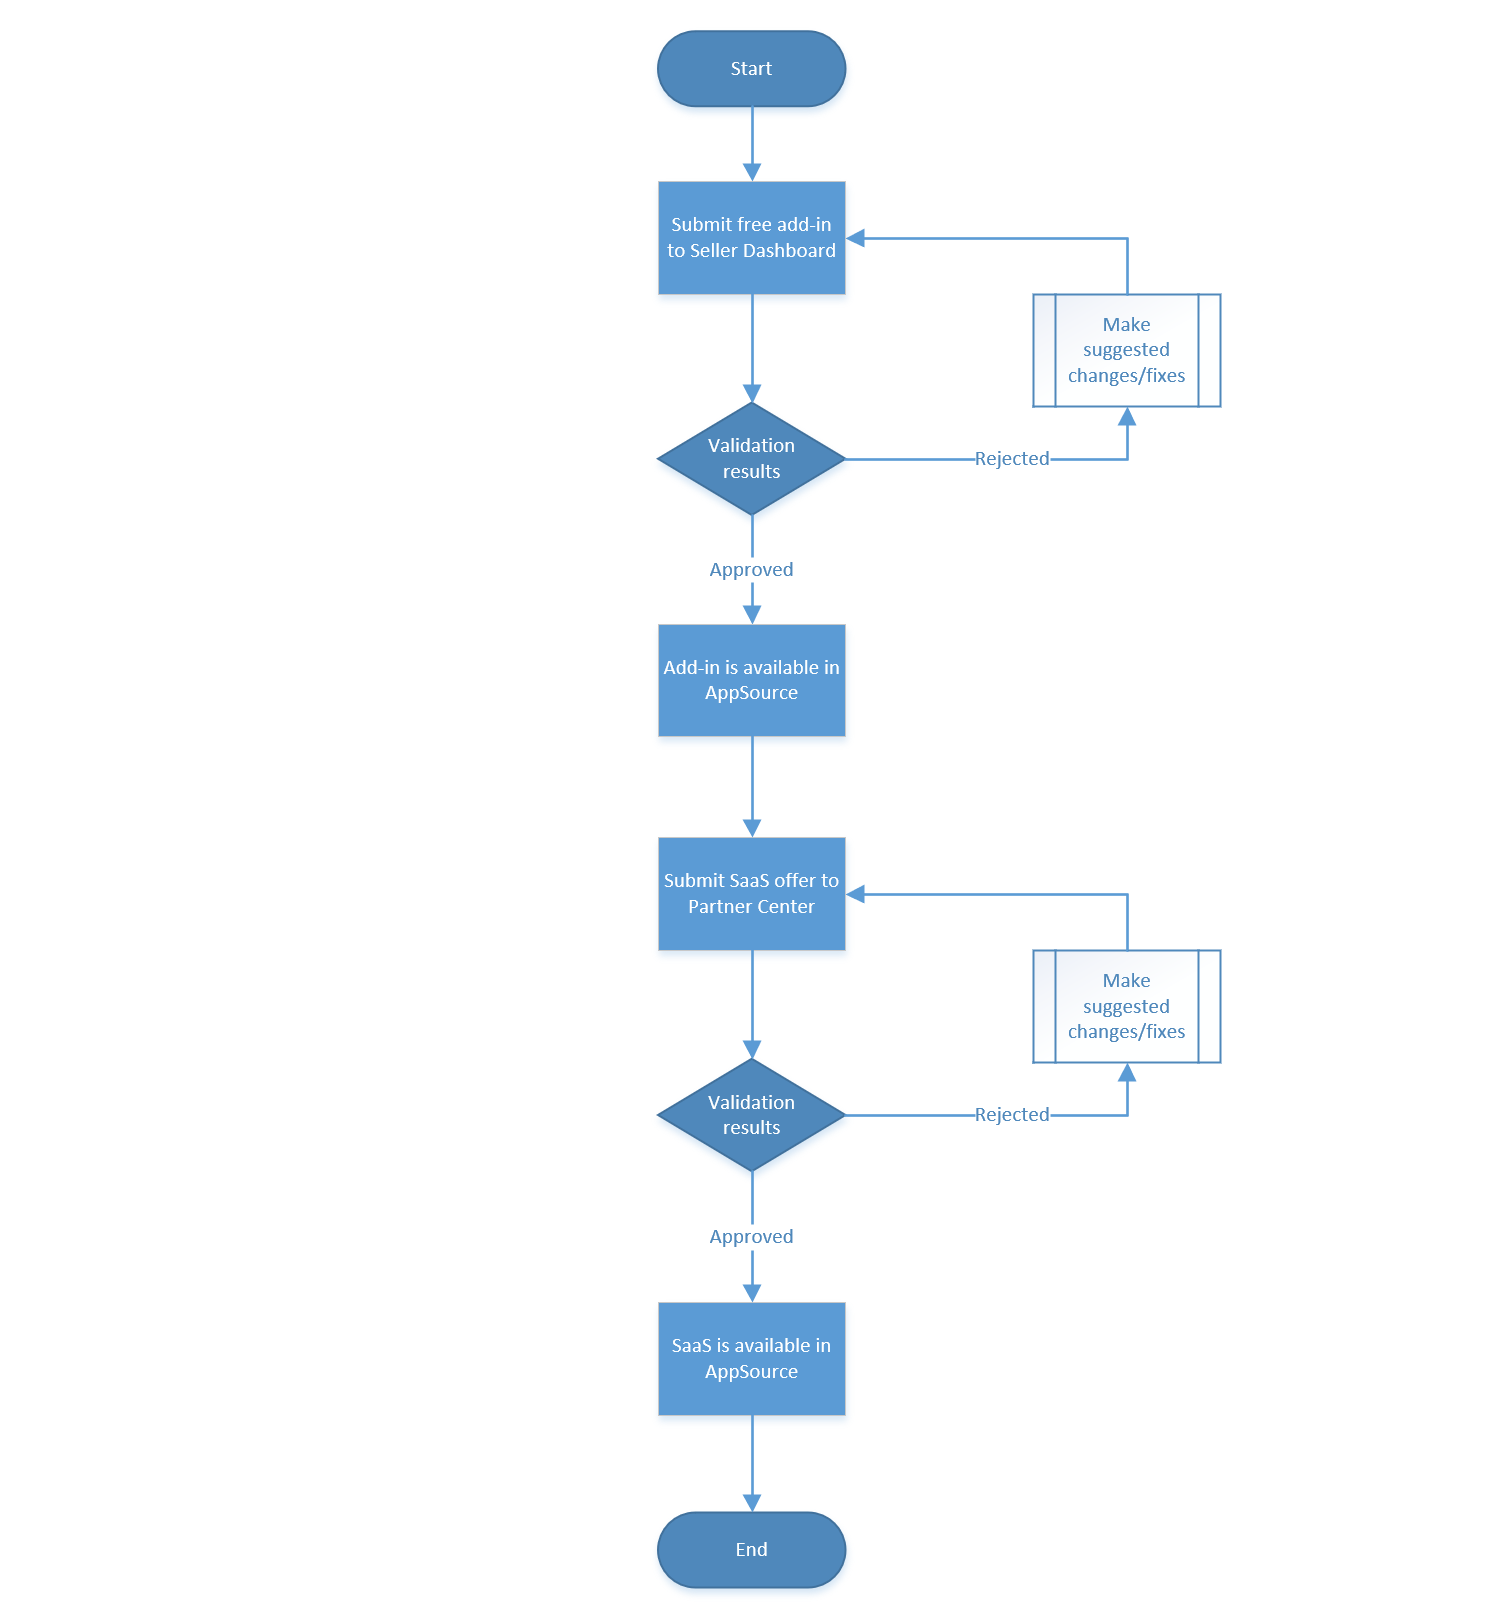 Start
Submit free add-in
to Seller Dashboard
Make
suggested
changes/fixes
Validation
results
Rejected
Approved
Add-in is available in
AppSource
Submit SaaS offer to
Partner Center
Make
suggested
changes/fixes
Validation
results
Rejected
Approved
SaaS is available in
AppSource
End